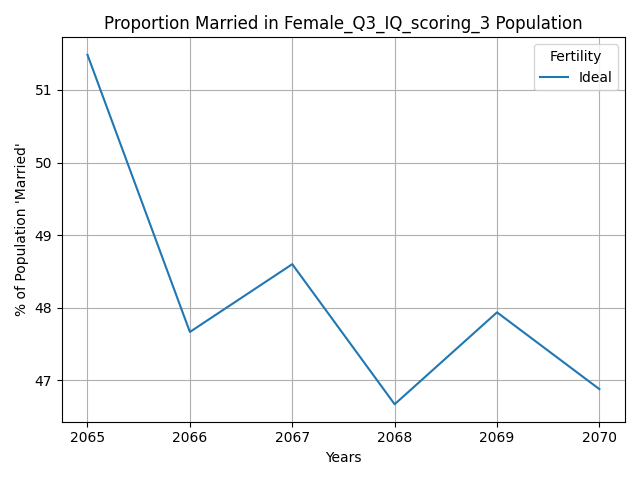 Proportion Married in Female_Q3_IQ_scoring_3 Population
Fertility
Ideal
% of Population 'Married'
51
50
49
48
47
2065 2066 2067 2068 2069 2070
Years